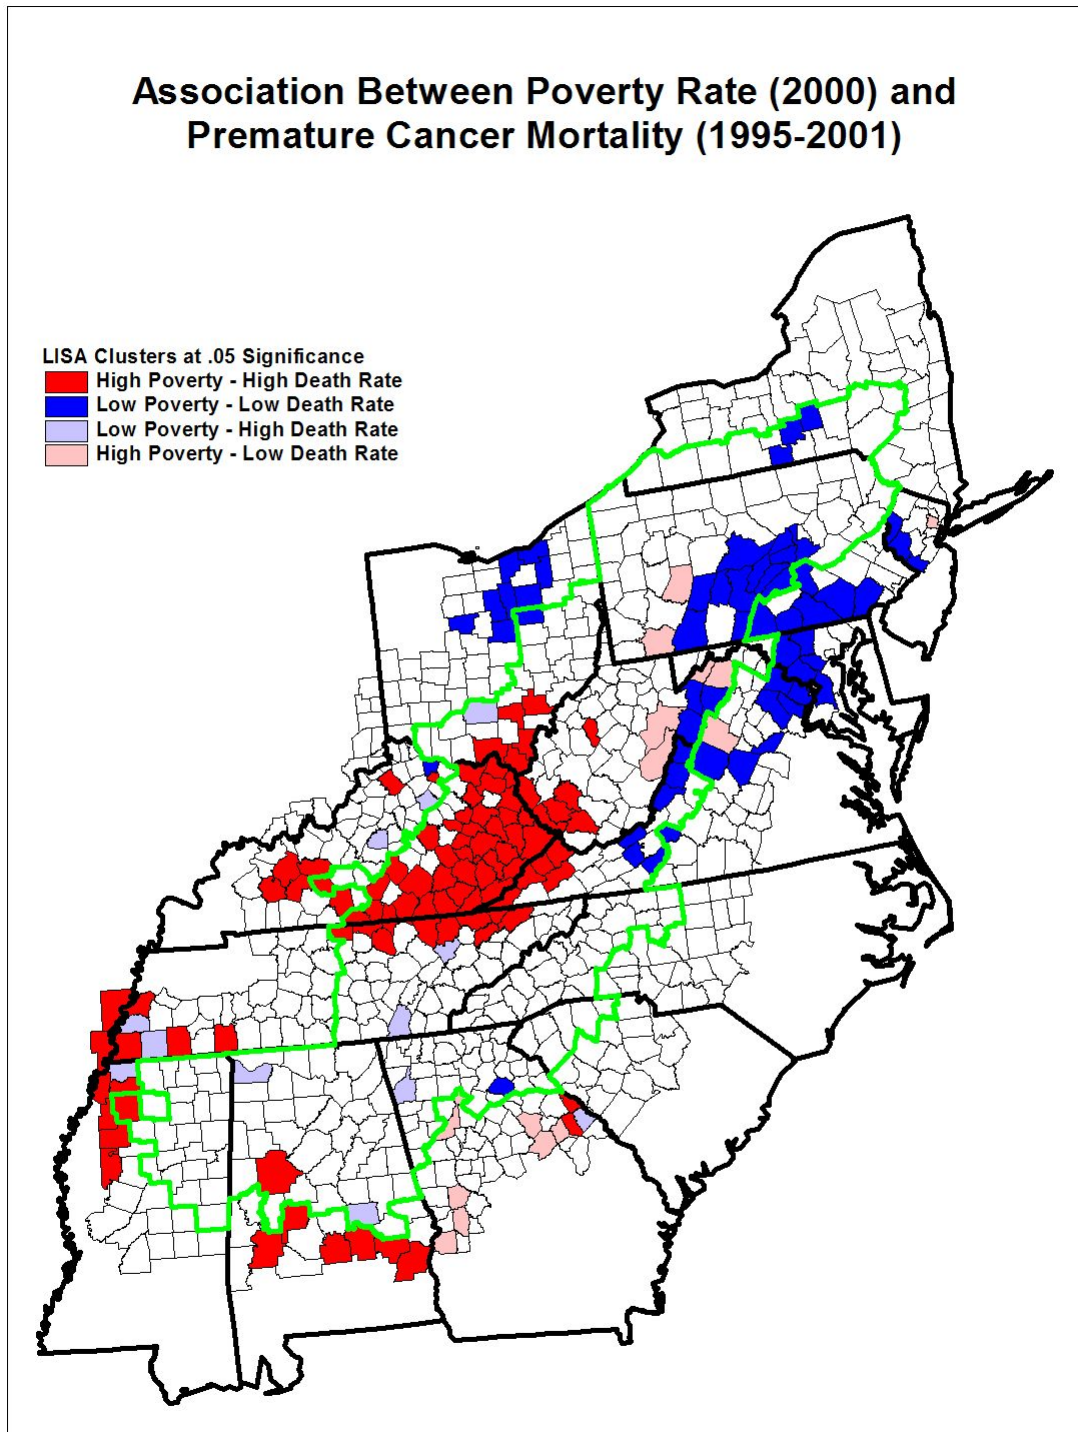 Association Between Poverty Rate (2000) and
Premature Cancer Mortality (1995-2001)
LISA Clusters at .05 Significance
High Poverty - High Death Rate
Low Poverty - Low Death Rate
Low Poverty - High Death Rate
High Poverty - Low Death Rate